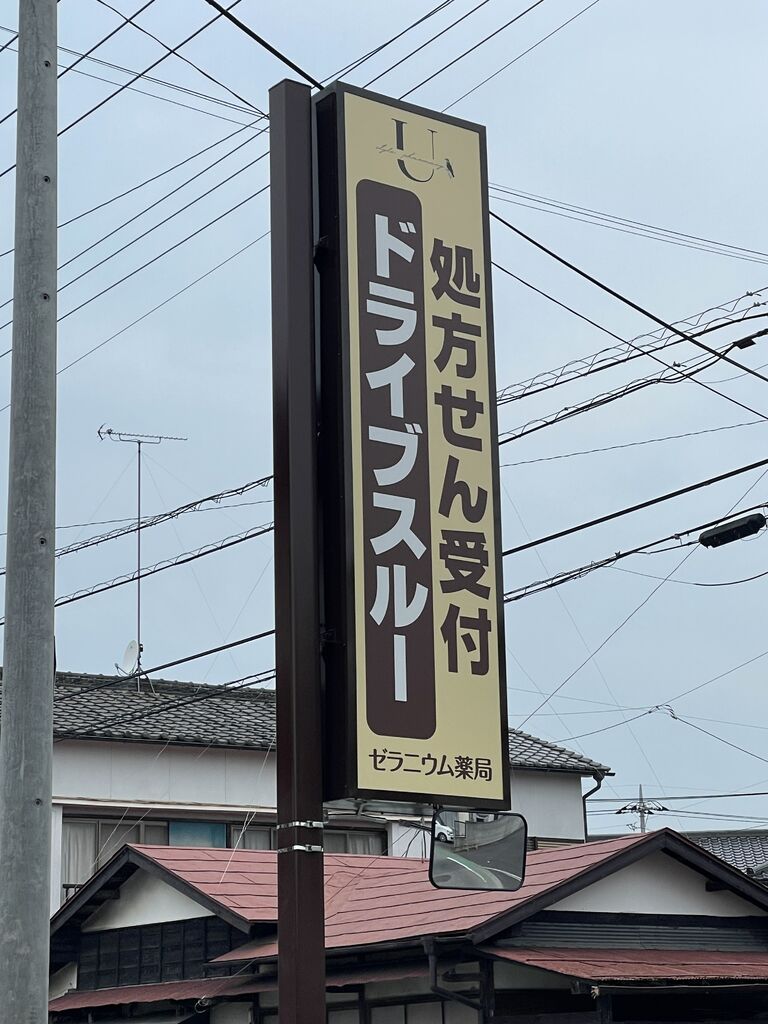 U
処方せん受付
ドライブスルー
ゼラニウム薬局